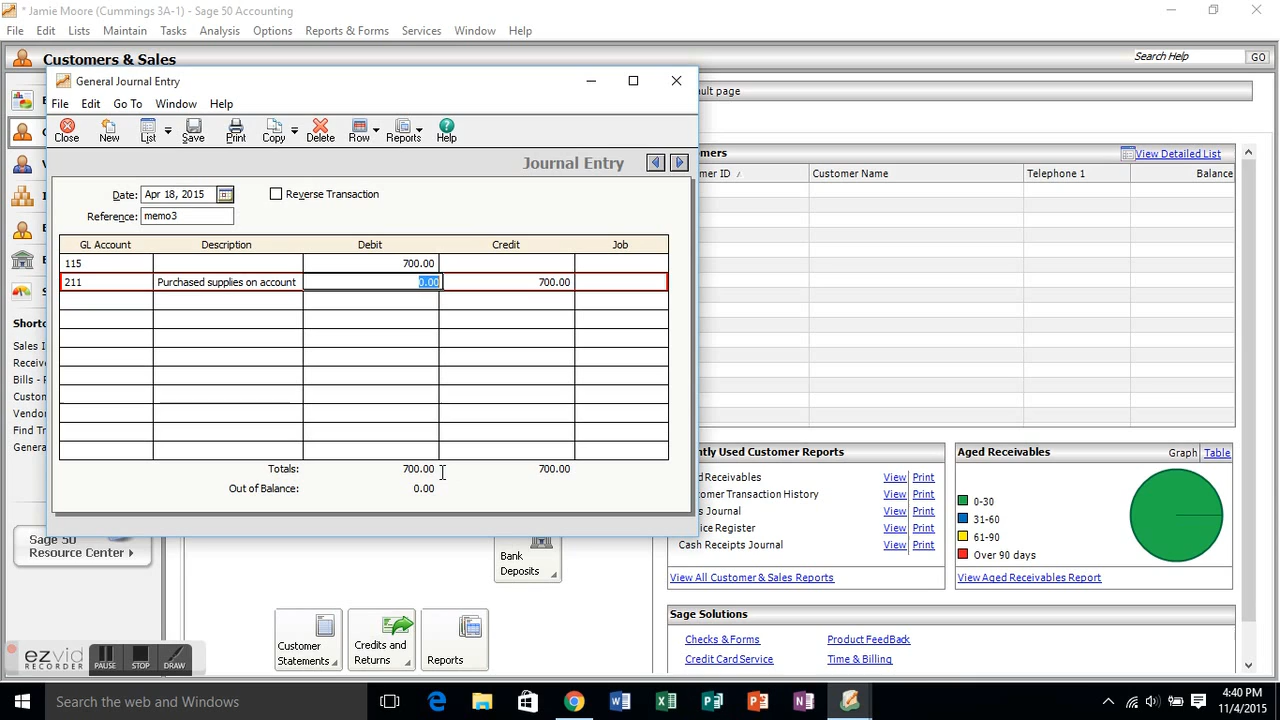 * Jamie Moore (Cummings 3A-1) - Sage 50 Accounting
File Edit Lists Maintain Tasks Analysis Options Reports & Forms Services Window Help
Customers & Sales
Search Help GO
General Journal Entry
File Edit Go To Window Help
ault page
Close New List Save Print Copy Delete Row Reports Help
Journal Entry
omers View Detailed List
mer ID / Customer Name Telephone 1 Balance
Date: Apr 18, 2015 Reverse Transaction
Reference: memo3
GL Account Description Debit Credit Job
115 700.00
211 Purchased supplies on account 0.00 700.00
Totals: 700.00 700.00
Out of Balance: 0.00
Shorto
Sales I
Receiv
Bills - P
Custom
Vendo
Find Tr
Genera
ntly Used Customer Reports
d Receivables View Print
tomer Transaction History View Print
s Journal View Print
ice Register View Print
Cash Receipts Journal View Print
View All Customer & Sales Reports
Aged Receivables Graph Table
0-30
31-60
61-90
Over 90 days
View Aged Receivables Report
Sage 50
Resource Center
Bank
Deposits
Customer
Statements
Credits and
Returns
Reports
Sage Solutions
Checks & Forms Product FeedBack
Credit Card Service Time & Billing
ezvid
RECORDER
PAUSE STOP DRAW
Search the web and Windows
4:40 PM
11/4/2015